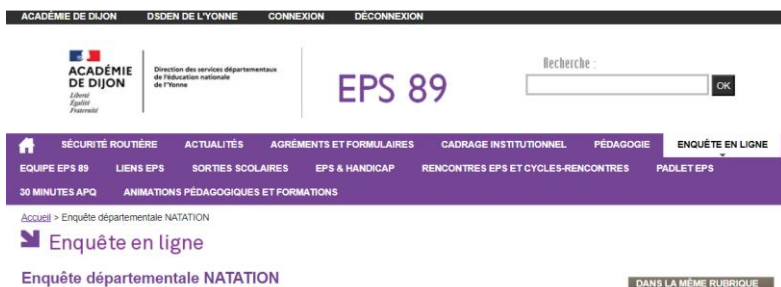 ACADÉMIE DE DIJON DSDEN DE L'YONNE CONNEXION DÉCONNEXION
ACADÉMIE
DE DIJON
Liberté
Égalité
Fraternité
Direction des services départementaux
de l'éducation nationale
de l'Yonne
EPS 89
Recherche :
OK
SÉCURITÉ ROUTIÈRE ACTUALITÉS AGRÉMENTS ET FORMULAIRES CADRAGE INSTITUTIONNEL PÉDAGOGIE ENQUÊTE EN LIGNE
EQUIPE EPS 89 LIENS EPS SORTIES SCOLAIRES EPS & HANDICAP RENCONTRES EPS ET CYCLES-RENCONTRES PADLET EPS
30 MINUTES APQ ANIMATIONS PÉDAGOGIQUES ET FORMATIONS
Accueil > Enquête départementale NATATION
Enquête en ligne
Enquête départementale NATATION
DANS LA MÊME RUBRIQUE